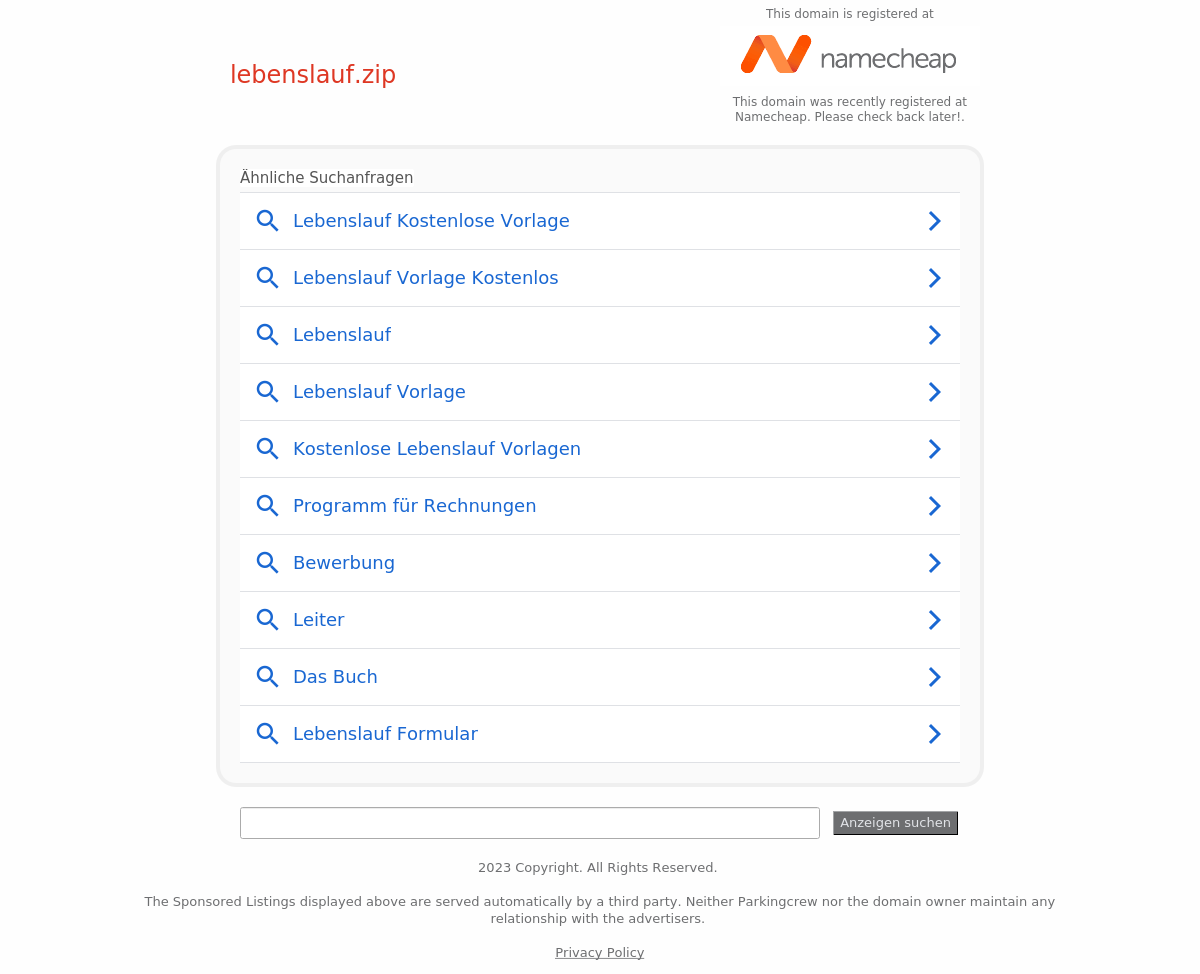 This domain is registered at
namecheap
lebenslauf.zip
This domain was recently registered at
Namecheap. Please check back later!.
Ähnliche Suchanfragen
Lebenslauf Kostenlose Vorlage
Lebenslauf Vorlage Kostenlos
Lebenslauf
Lebenslauf Vorlage
Kostenlose Lebenslauf Vorlagen
Programm für Rechnungen
Bewerbung
Leiter
Das Buch
Lebenslauf Formular
Anzeigen suchen
2023 Copyright. All Rights Reserved.
The Sponsored Listings displayed above are served automatically by a third party. Neither Parkingcrew nor the domain owner maintain any
relationship with the advertisers.
Privacy Policy